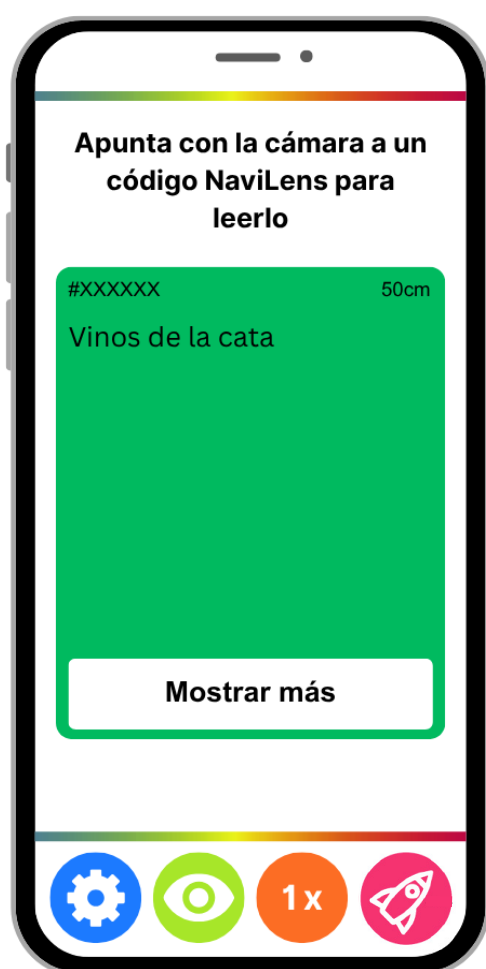 Apunta con la cámara a un
código NaviLens para
leerlo
#XXXXXX 50cm
Vinos de la cata
Mostrar más
1x